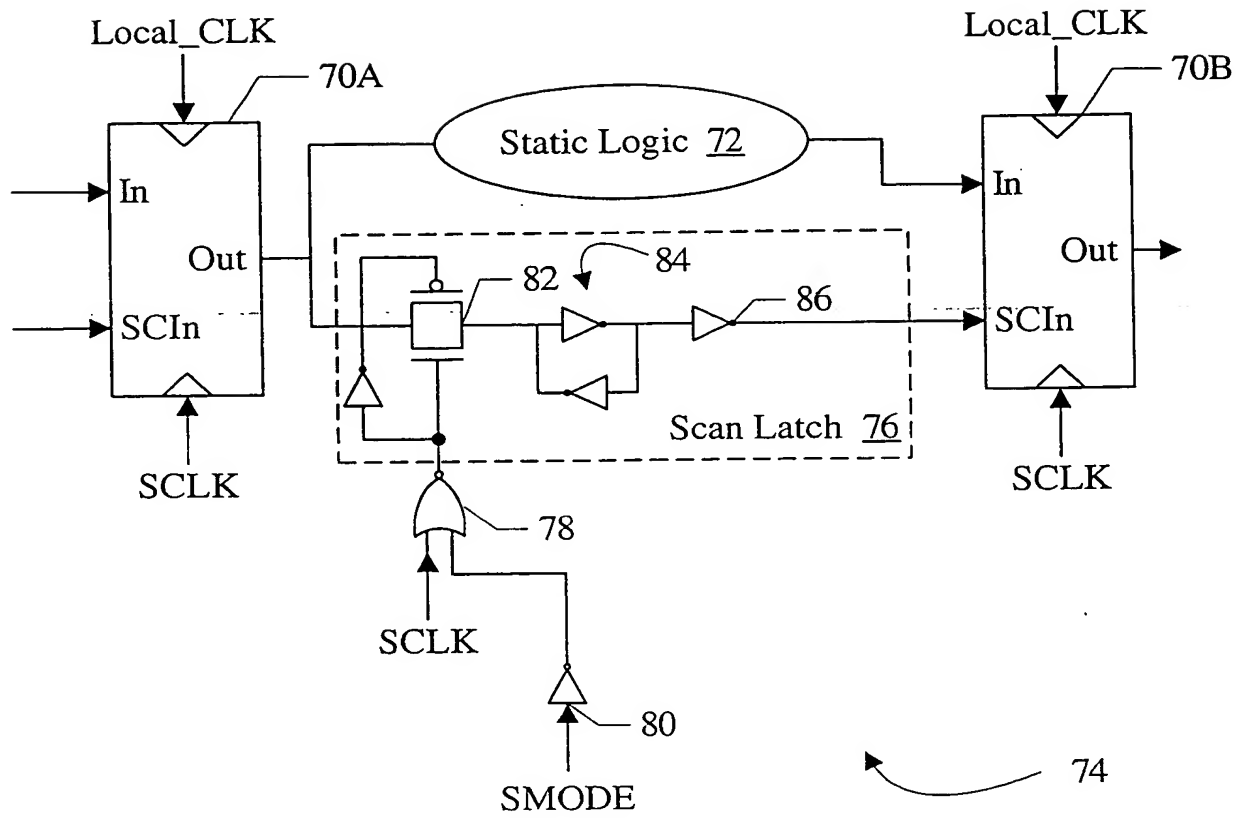 Local_CLK
70A
Local_CLK
70B
In
Out
SCIn
SCLK
Static Logic 72
82
84
86
Scan Latch 76
In
Out
SCIn
SCLK
78
SCLK
80
SMODE
74